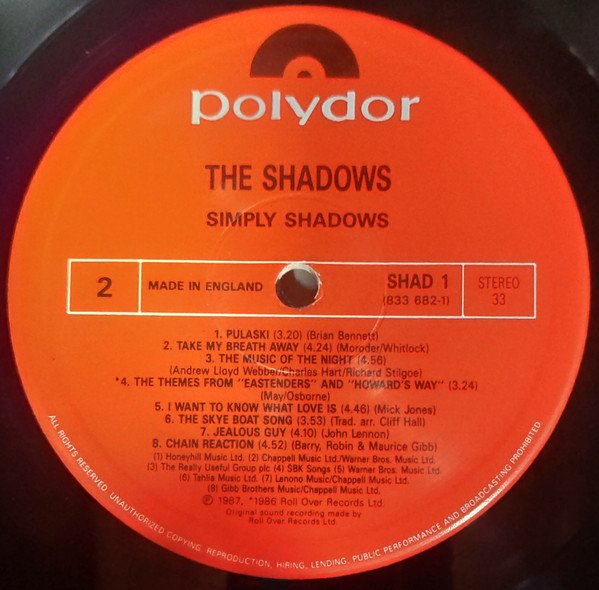 polydor
THE SHADOWS
SIMPLY SHADOWS
2
MADE IN ENGLAND
SHAD 1
(833 682-1)
STEREO
33
1. PULASKI (3.20) (Brian Bennett)
2. TAKE MY BREATH AWAY (4.24) (Moroder/Whitlock)
3. THE MUSIC OF THE NIGHT (4.56)
(Andrew Lloyd Webber/Charles Hart/Richard Stilgoe)
*4. THE THEMES FROM "EASTENDERS" AND "HOWARD'S WAY" (3.24)
(May/Osborne)
5. I WANT TO KNOW WHAT LOVE IS (4.46) (Mick Jones)
6. THE SKYE BOAT SONG (3.53) (Trad. arr. Cliff Hall)
7. JEALOUS GUY (4.10) (John Lennon)
8. CHAIN REACTION (4.52) (Barry, Robin & Maurice Gibb)
(1) Honeyhill Music Ltd. (2) Chappell Music Ltd./Warner Bros. Music Ltd.
(3) The Really Useful Group plc (4) SBK Songs (5) Warner Bros. Music Ltd.
(6) Tahlia Music Ltd. (7) Lenono Music/Chappell Music Ltd.
(8) Gibb Brothers Music/Chappell Music Ltd.
℗ 1987, *1986 Roll Over Records Ltd.
Original sound recording made by
Roll Over Records Ltd.
ALL RIGHTS RESERVED. UNAUTHORIZED COPYING, REPRODUCTION, HIRING, LENDING, PUBLIC PERFORMANCE AND BROADCASTING PROHIBITED